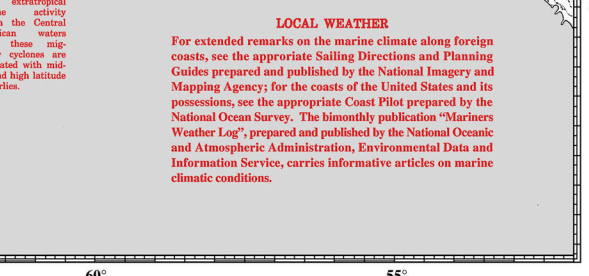 extratropical
activity
the Central
waters
these mig-
cyclones are
with mid-
high latitude
LOCAL WEATHER
For extended remarks on the marine climate along foreign
coasts, see the approriate Sailing Directions and Planning
Guides prepared and published by the National Imagery and
Mapping Agency; for the coasts of the United States and its
possessions, see the appropriate Coast Pilot prepared by the
National Ocean Survey. The bimonthly publication “Mariners
Weather Log”, prepared and published by the National Oceanic
and Atmospheric Administration, Environmental Data and
Information Service, carries informative articles on marine
climatic conditions.
60° 55°